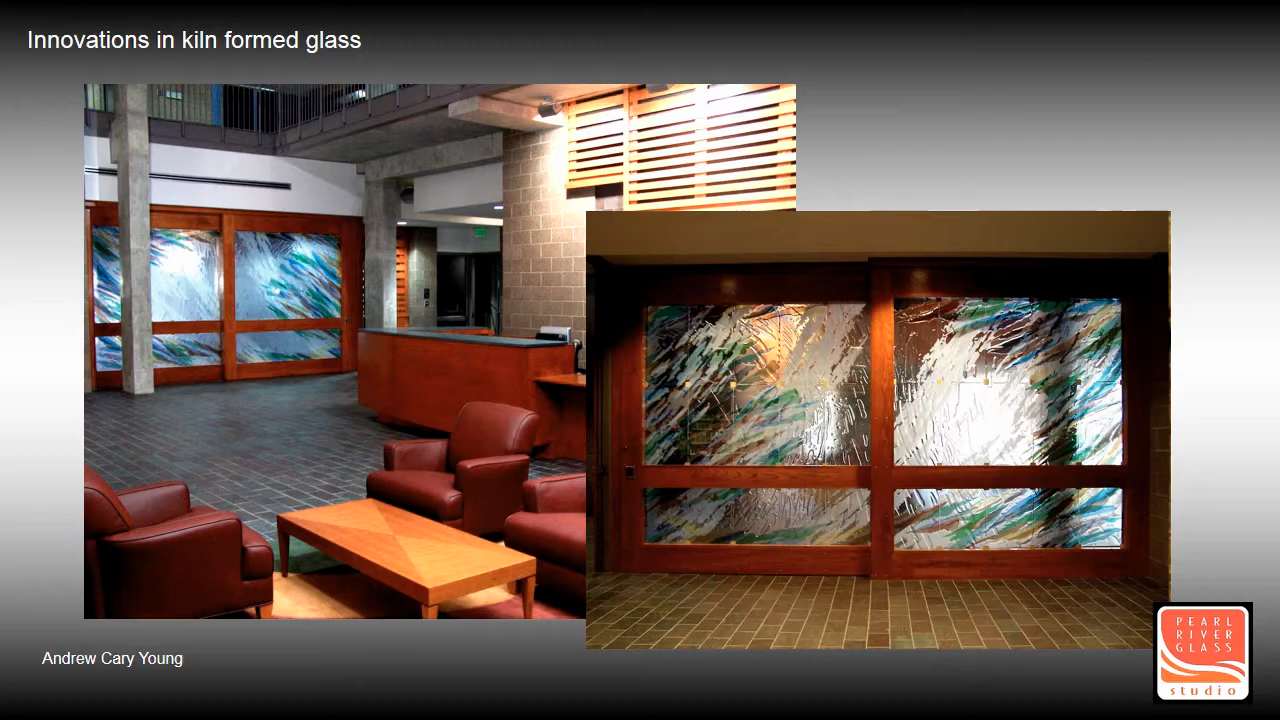 Innovations in kiln formed glass
Andrew Cary Young
PEARL
RIVER
GLASS
studio